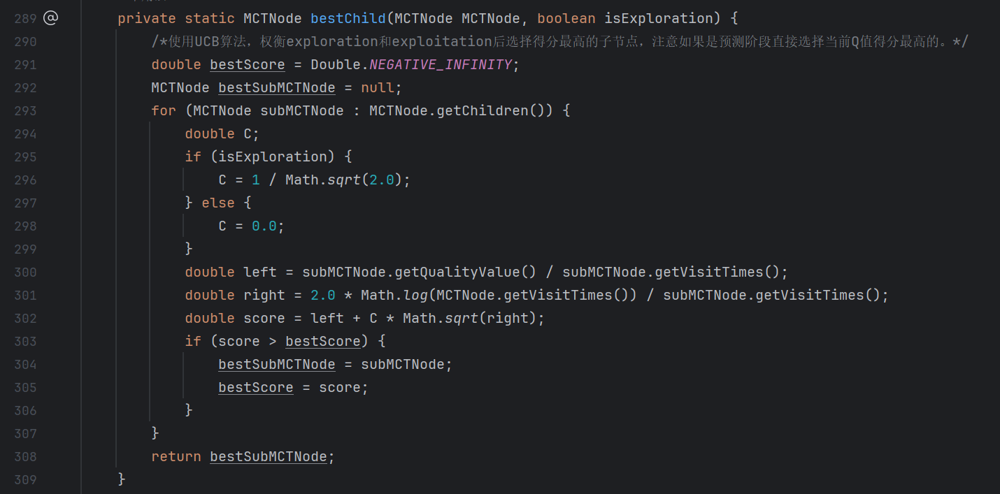 289 @ private static MCTNode bestChild(MCTNode MCTNode, boolean isExploration) {
290 /*使用UCB算法，权衡exploration和exploitation后选择得分最高的子节点，注意如果是预测阶段直接选择当前Q值得分最高的。*/
291 double bestScore = Double.NEGATIVE_INFINITY;
292 MCTNode bestSubMCTNode = null;
293 for (MCTNode subMCTNode : MCTNode.getChildren()) {
294 double C;
295 if (isExploration) {
296 C = 1 / Math.sqrt(2.0);
297 } else {
298 C = 0.0;
299 }
300 double left = subMCTNode.getQualityValue() / subMCTNode.getVisitTimes();
301 double right = 2.0 * Math.log(MCTNode.getVisitTimes()) / subMCTNode.getVisitTimes();
302 double score = left + C * Math.sqrt(right);
303 if (score > bestScore) {
304 bestSubMCTNode = subMCTNode;
305 bestScore = score;
306 }
307 }
308 return bestSubMCTNode;
309 }